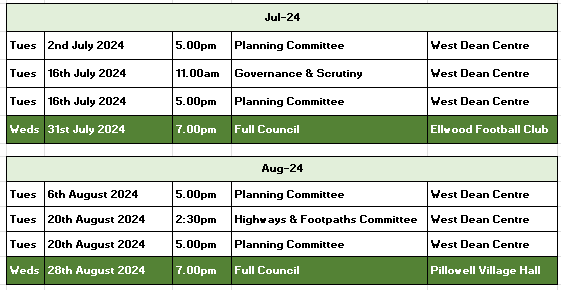 Jul-24
Tues 2nd July 2024 5.00pm Planning Committee West Dean Centre
Tues 16th July 2024 11.00am Governance & Scrutiny West Dean Centre
Tues 16th July 2024 5.00pm Planning Committee West Dean Centre
Weds 31st July 2024 7.00pm Full Council Ellwood Football Club
Aug-24
Tues 6th August 2024 5.00pm Planning Committee West Dean Centre
Tues 20th August 2024 2:30pm Highways & Footpaths Committee West Dean Centre
Tues 20th August 2024 5.00pm Planning Committee West Dean Centre
Weds 28th August 2024 7.00pm Full Council Pillowell Village Hall